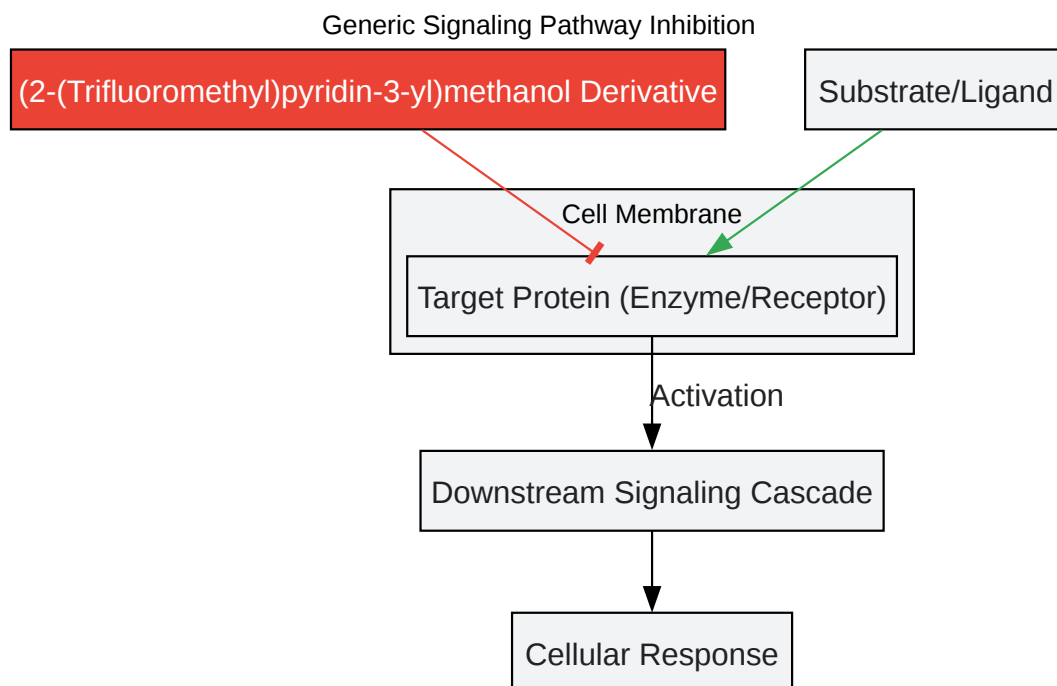 Generic Signaling Pathway Inhibition
(2-(Trifluoromethyl)pyridin-3-yl)methanol Derivative
Substrate/Ligand
Cell Membrane
Target Protein (Enzyme/Receptor)
Activation
Downstream Signaling Cascade
Cellular Response